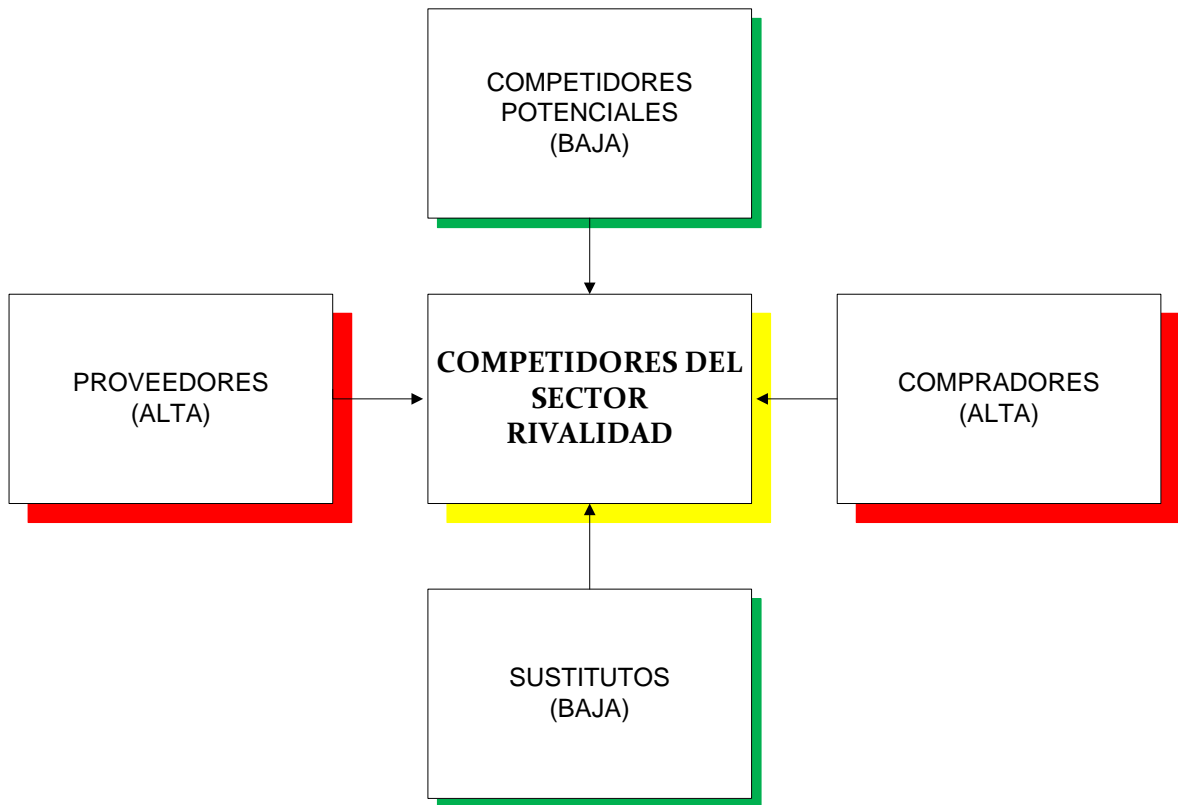 COMPETIDORES
POTENCIALES
(BAJA)
PROVEEDORES
(ALTA)
COMPETIDORES DEL
SECTOR
RIVALIDAD
COMPRADORES
(ALTA)
SUSTITUTOS
(BAJA)